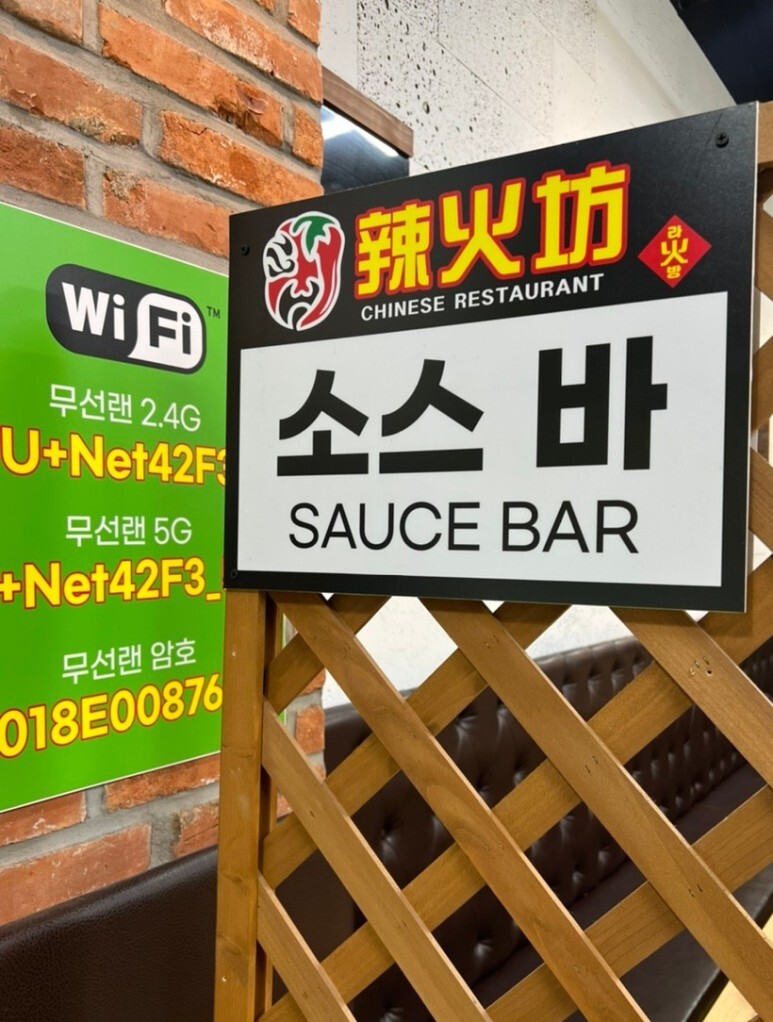 WiFi™
무선랜 2.4G
U+Net42F3
무선랜 5G
+Net42F3_
무선랜 암호
018E00876
辣火坊
CHINESE RESTAURANT
라
火
방
소스 바
SAUCE BAR